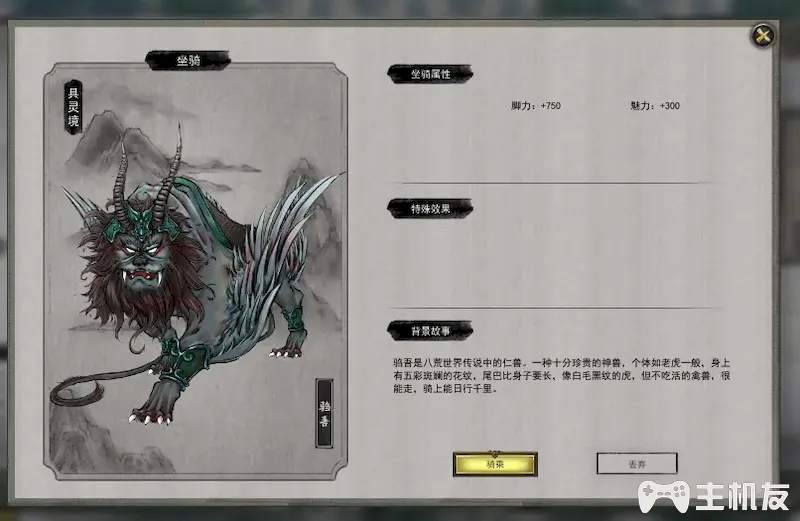 坐骑
具灵境
驺吾
坐骑属性
脚力：+750
魅力：+300
特殊效果
背景故事
驺吾是八荒世界传说中的仁兽。一种十分珍贵的神兽，个体如老虎一般，身上
有五彩斑斓的花纹，尾巴比身子要长，像白毛黑纹的虎，但不吃活的禽兽，很
能走，骑上能日行千里。
骑乘
丢弃
主机友